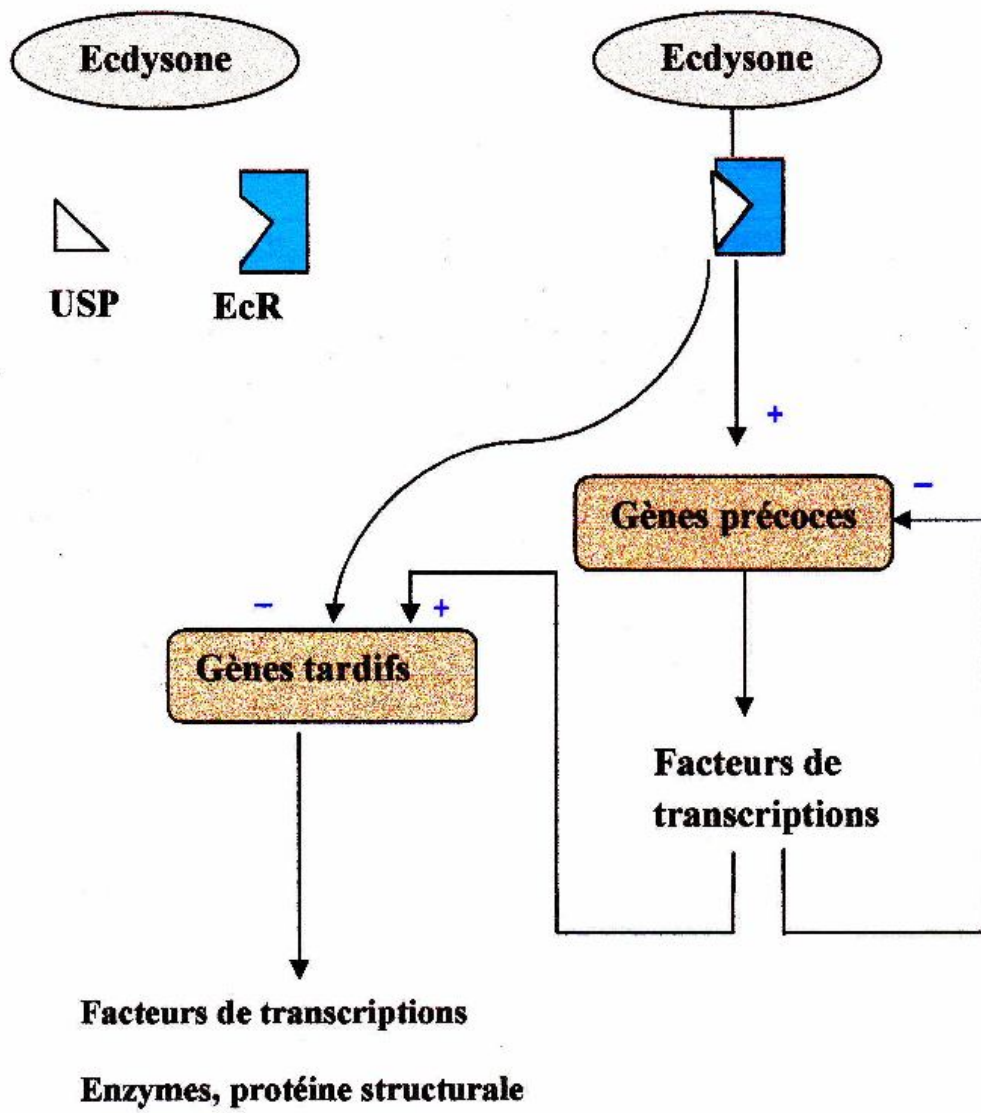 Ecdysone
Ecdysone
USP
EcR
+
Gènes précoces
−
−
+
Gènes tardifs
Facteurs de
transcriptions
Facteurs de transcriptions
Enzymes, protéine structurale